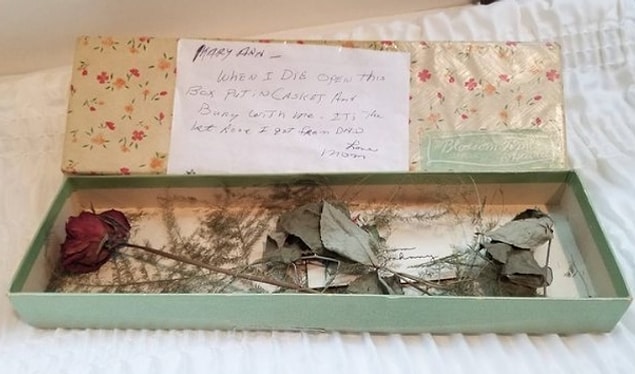 MARY ANN —
WHEN I DIE OPEN THIS
BOX PUT IN CASKET AND
BURY WITH ME. IT'S THE
LAST ROSE I GOT FROM DAD
Love
MOM
Blossom